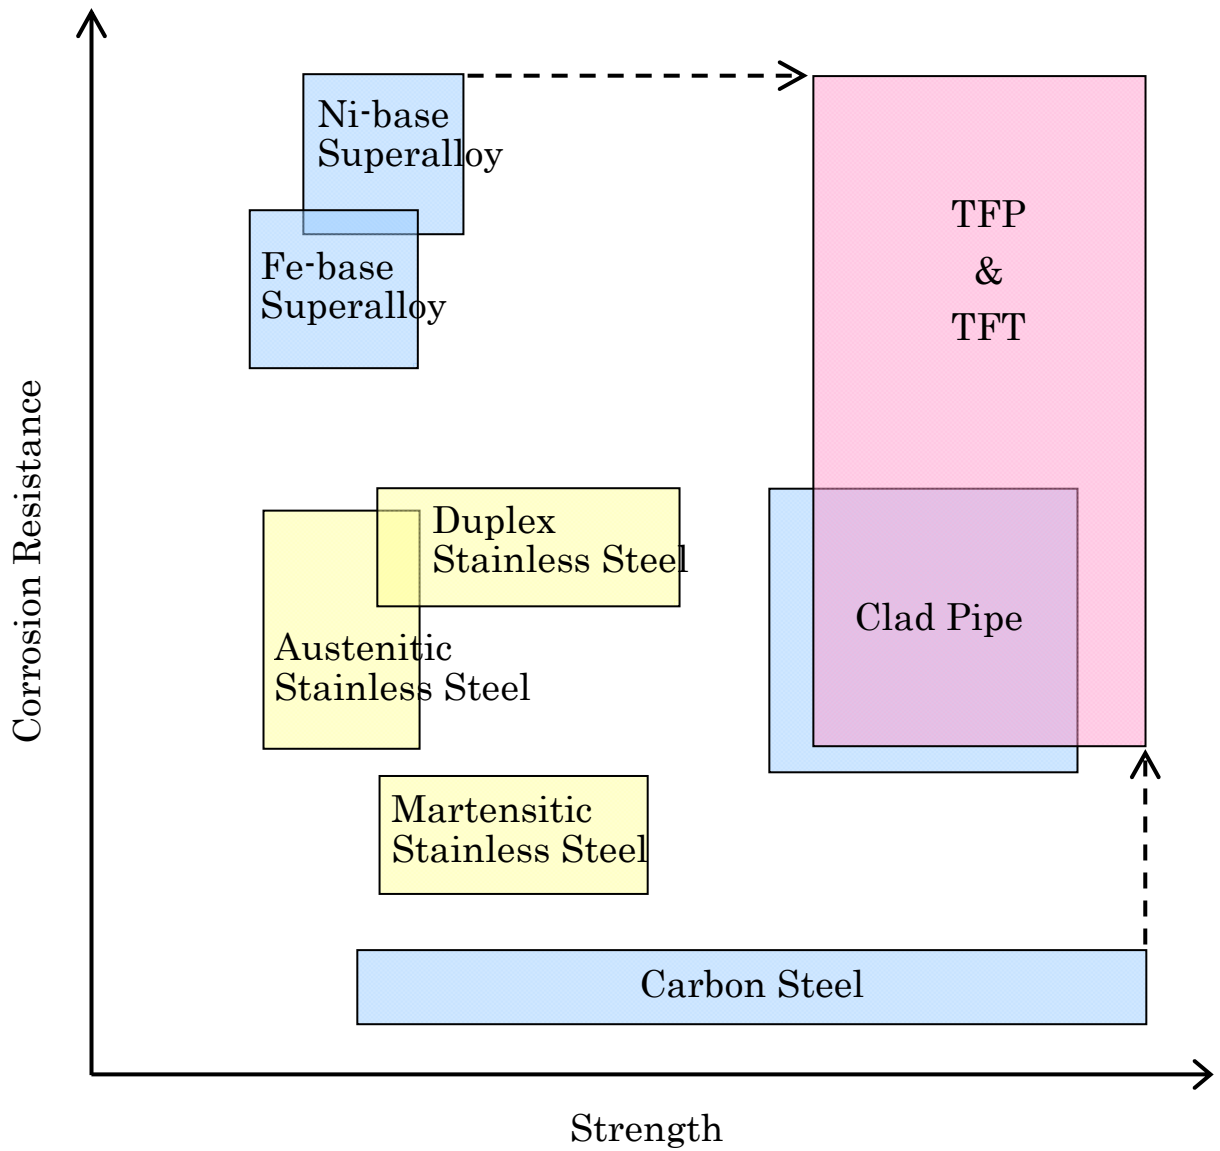 Ni-base
Superalloy
TFP
&
TFT
Fe-base
Superalloy
Corrosion Resistance
Duplex
Stainless Steel
Clad Pipe
Austenitic
Stainless Steel
Martensitic
Stainless Steel
Carbon Steel
Strength